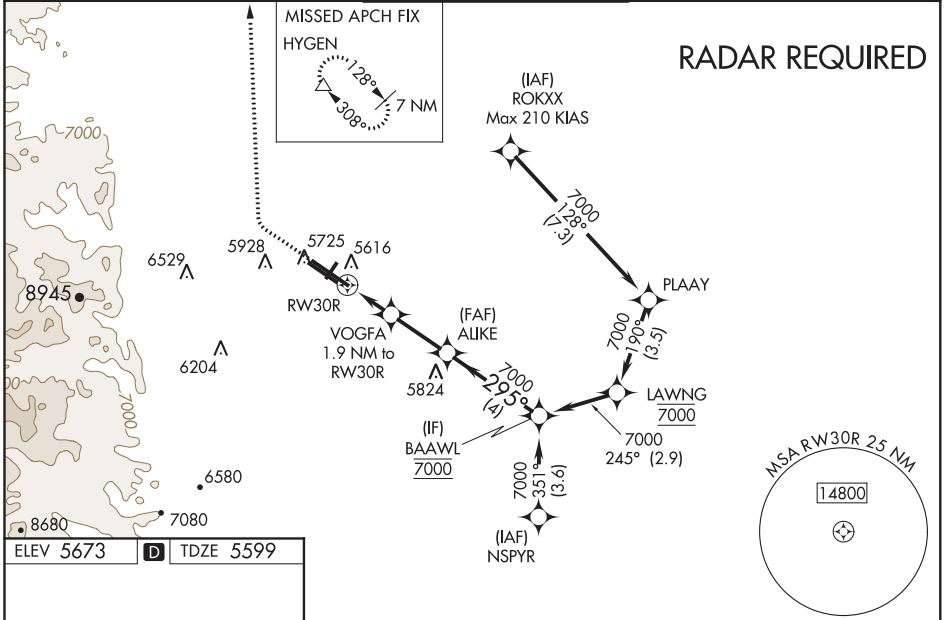 MISSED APCH FIX
HYGEN
128°
308°
7 NM
RADAR REQUIRED
(IAF)
ROKXX
Max 210 KIAS
7000
128°
(7.3)
PLAAY
7000
190°
(3.5)
LAWNG
7000
7000
245° (2.9)
7000
6529
5928
5725
5616
8945
RW30R
VOGFA
1.9 NM to
RW30R
(FAF)
ALIKE
5824
7000
295°
(4)
(IF)
BAAWL
7000
6204
7000
7000
351°
(3.6)
(IAF)
NSPYR
6580
7080
8680
MSA RW30R 25 NM
14800
ELEV 5673 D TDZE 5599